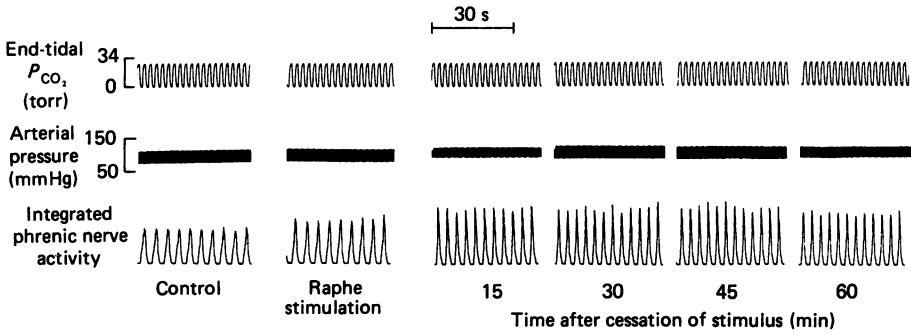 30 s
End-tidal
P_CO2
(torr)
34
0
Arterial
pressure
(mmHg)
150
50
Integrated
phrenic nerve
activity
Control
Raphe
stimulation
15
30
45
60
Time after cessation of stimulus (min)